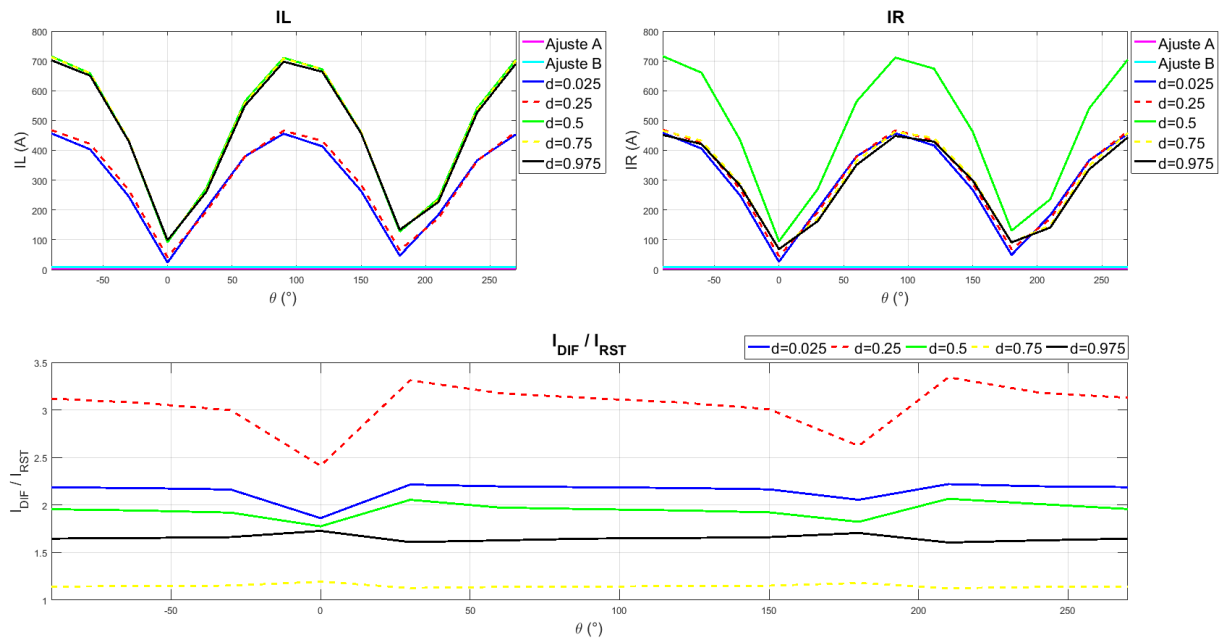 IL
IL (A)
800
700
600
500
400
300
200
100
0
-50
0
50
100
150
200
250
θ (°)
Ajuste A
Ajuste B
d=0.025
d=0.25
d=0.5
d=0.75
d=0.975
IR
IR (A)
800
700
600
500
400
300
200
100
0
-50
0
50
100
150
200
250
θ (°)
Ajuste A
Ajuste B
d=0.025
d=0.25
d=0.5
d=0.75
d=0.975
I_DIF / I_RST
d=0.025 d=0.25 d=0.5 d=0.75 d=0.975
I_DIF / I_RST
3.5
3
2.5
2
1.5
1
-50
0
50
100
150
200
250
θ (°)